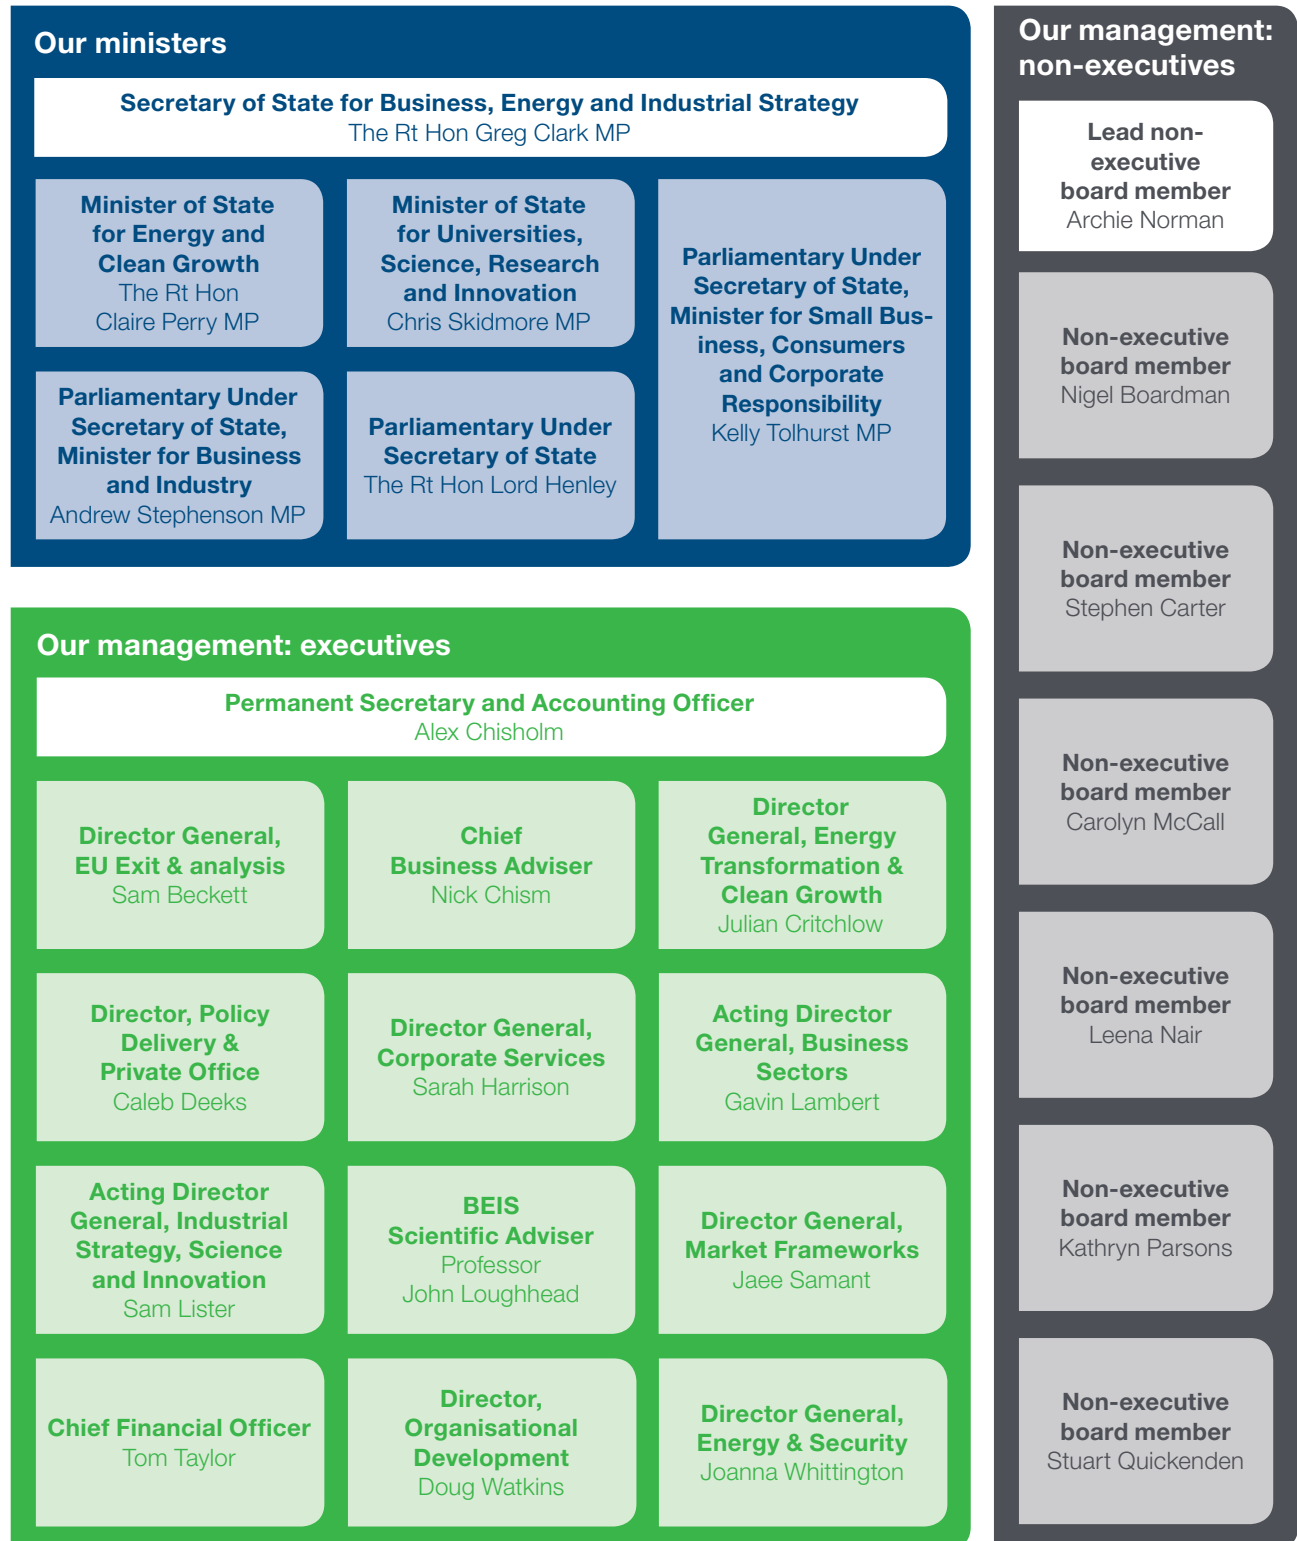 Our ministers
Secretary of State for Business, Energy and Industrial Strategy
The Rt Hon Greg Clark MP
Minister of State
for Energy and
Clean Growth
The Rt Hon
Claire Perry MP
Minister of State
for Universities,
Science, Research
and Innovation
Chris Skidmore MP
Parliamentary Under
Secretary of State,
Minister for Small Bus-
iness, Consumers
and Corporate
Responsibility
Kelly Tolhurst MP
Parliamentary Under
Secretary of State,
Minister for Business
and Industry
Andrew Stephenson MP
Parliamentary Under
Secretary of State
The Rt Hon Lord Henley
Our management: executives
Permanent Secretary and Accounting Officer
Alex Chisholm
Director General,
EU Exit & analysis
Sam Beckett
Chief
Business Adviser
Nick Chism
Director
General, Energy
Transformation &
Clean Growth
Julian Critchlow
Director, Policy
Delivery &
Private Office
Caleb Deeks
Director General,
Corporate Services
Sarah Harrison
Acting Director
General, Business
Sectors
Gavin Lambert
Acting Director
General, Industrial
Strategy, Science
and Innovation
Sam Lister
BEIS
Scientific Adviser
Professor
John Loughhead
Director General,
Market Frameworks
Jaee Samant
Chief Financial Officer
Tom Taylor
Director,
Organisational
Development
Doug Watkins
Director General,
Energy & Security
Joanna Whittington
Our management:
non-executives
Lead non-
executive
board member
Archie Norman
Non-executive
board member
Nigel Boardman
Non-executive
board member
Stephen Carter
Non-executive
board member
Carolyn McCall
Non-executive
board member
Leena Nair
Non-executive
board member
Kathryn Parsons
Non-executive
board member
Stuart Quickenden